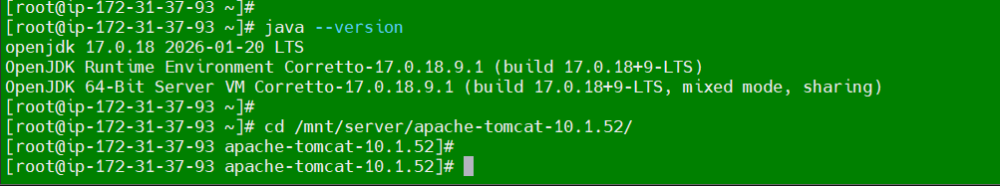 [root@ip-172-31-37-93 ~]#
[root@ip-172-31-37-93 ~]# java --version
openjdk 17.0.18 2026-01-20 LTS
OpenJDK Runtime Environment Corretto-17.0.18.9.1 (build 17.0.18+9-LTS)
OpenJDK 64-Bit Server VM Corretto-17.0.18.9.1 (build 17.0.18+9-LTS, mixed mode, sharing)
[root@ip-172-31-37-93 ~]#
[root@ip-172-31-37-93 ~]# cd /mnt/server/apache-tomcat-10.1.52/
[root@ip-172-31-37-93 apache-tomcat-10.1.52]#
[root@ip-172-31-37-93 apache-tomcat-10.1.52]#